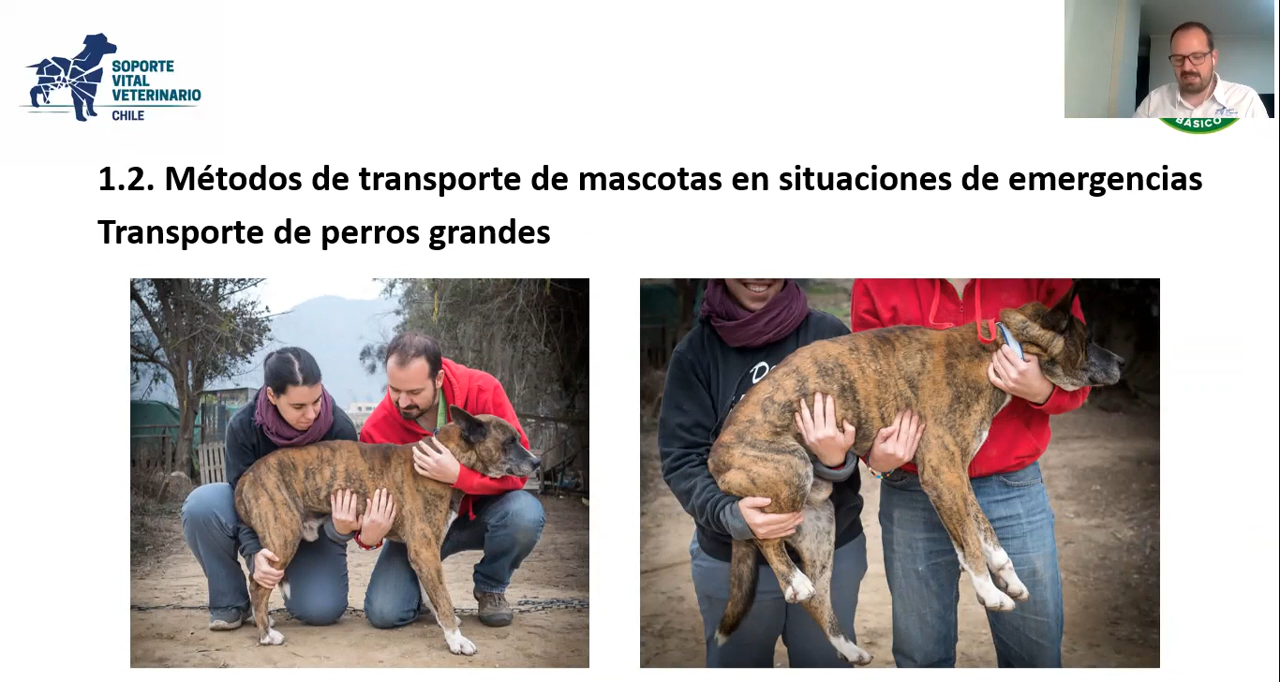 SOPORTE
VITAL
VETERINARIO
CHILE
BÁSICO
1.2. Métodos de transporte de mascotas en situaciones de emergencias
Transporte de perros grandes